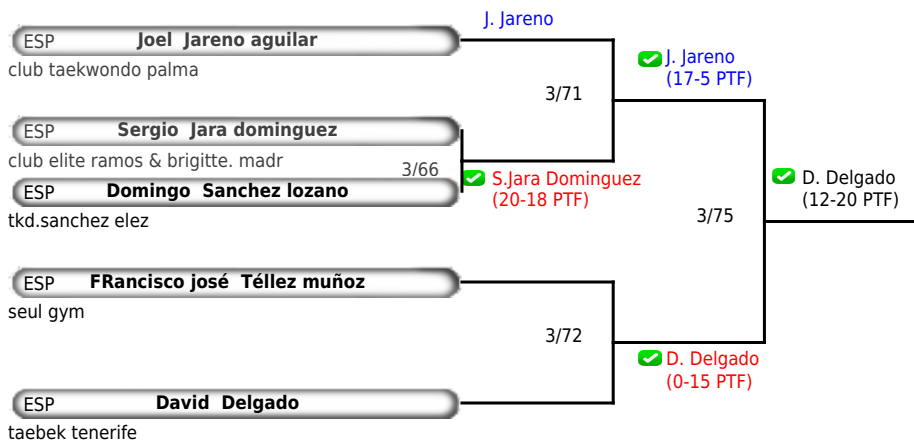 J. Jareno
ESP Joel Jareno aguilar
club taekwondo palma
J. Jareno
(17-5 PTF)
3/71
ESP Sergio Jara dominguez
club elite ramos & brigitte. madr
3/66
S.Jara Dominguez
(20-18 PTF)
D. Delgado
(12-20 PTF)
ESP Domingo Sanchez lozano
tkd.sanchez elez
3/75
ESP FRancisco josé Téllez muñoz
seul gym
3/72
D. Delgado
(0-15 PTF)
ESP David Delgado
taebek tenerife